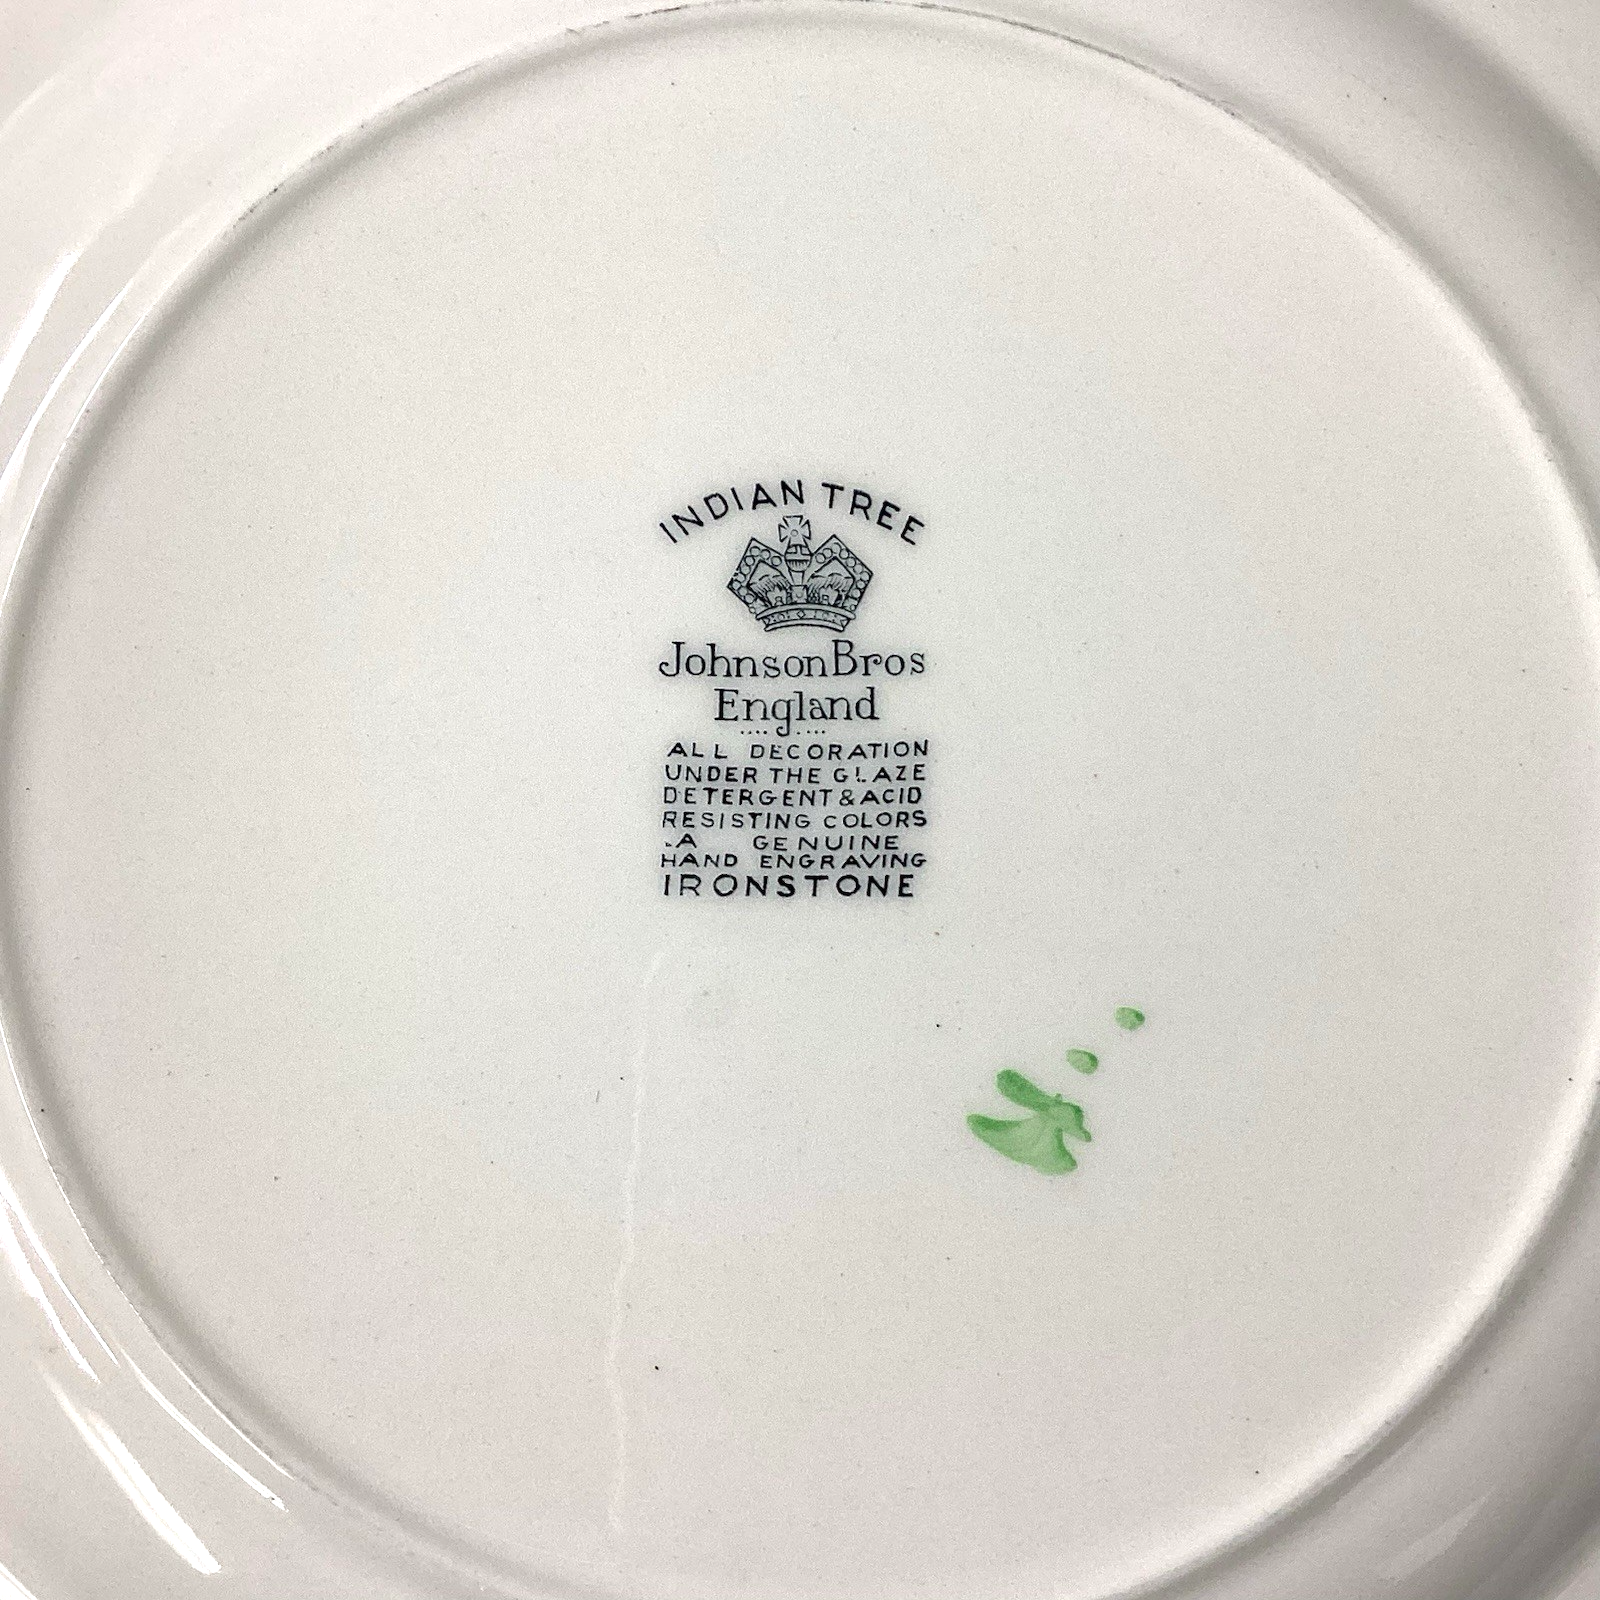 INDIAN TREE
Johnson Bros
England
ALL DECORATION
UNDER THE GLAZE
DETERGENT & ACID
RESISTING COLORS
A GENUINE
HAND ENGRAVING
IRONSTONE